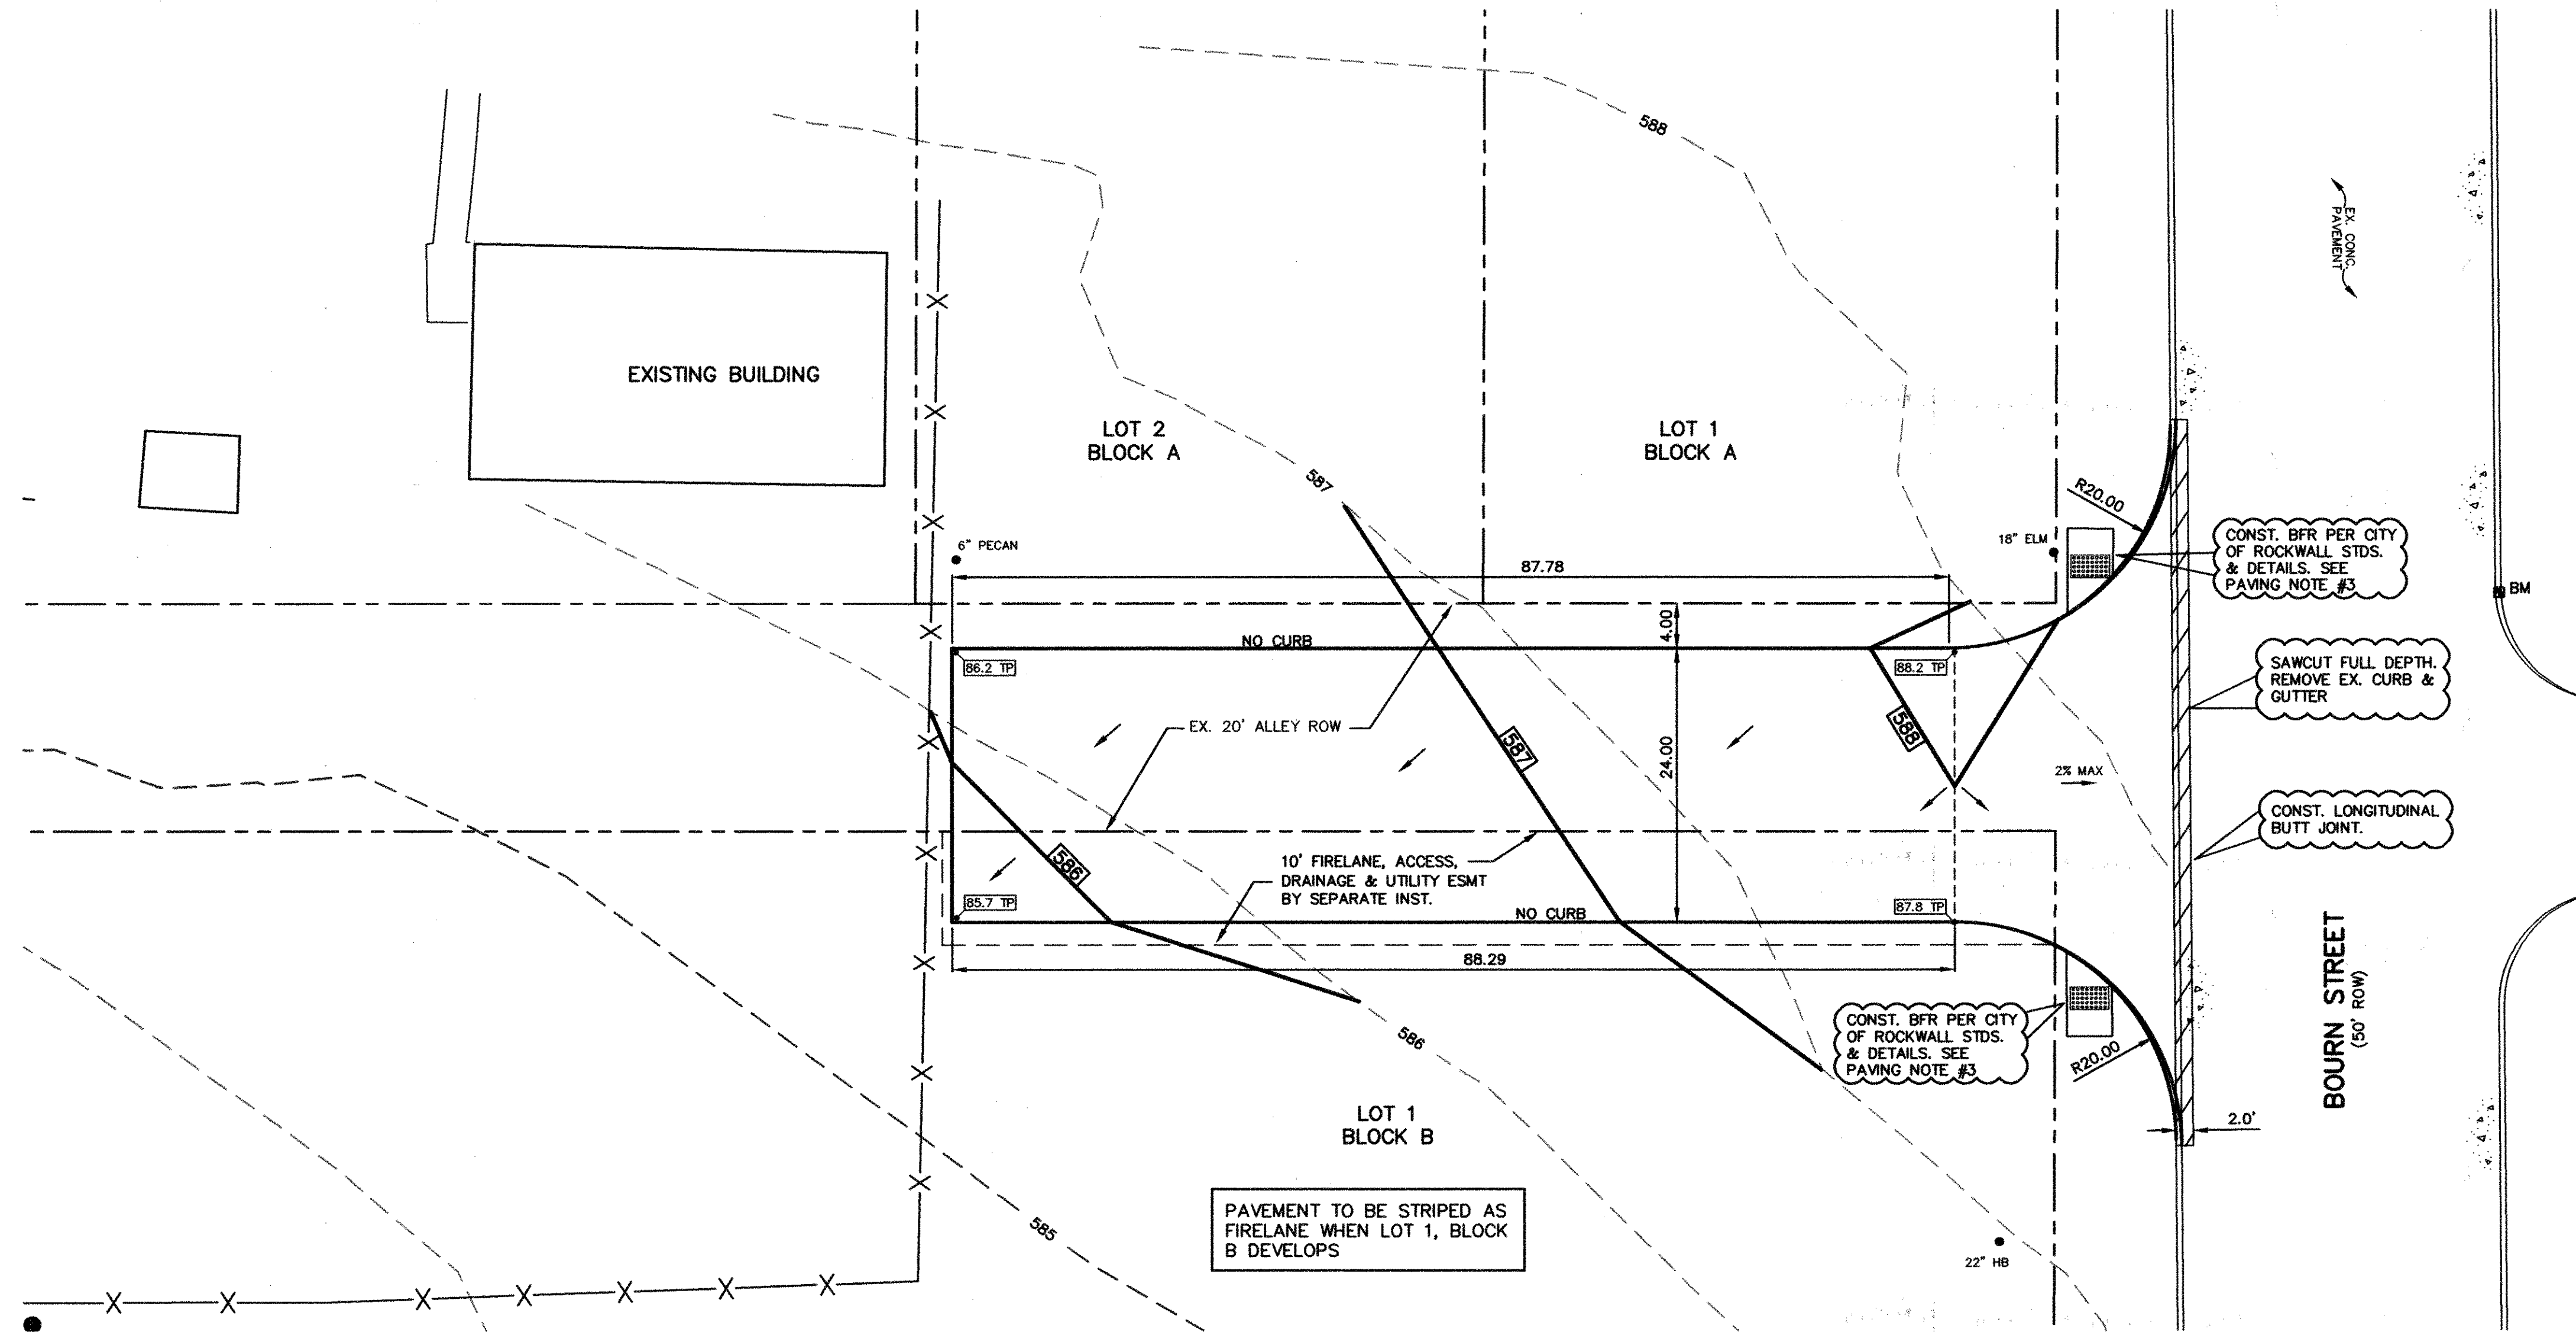 588
EX. CONC.
PAVEMENT
EXISTING BUILDING
LOT 2
BLOCK A
LOT 1
BLOCK A
587
R20.00
6" PECAN
18" ELM
CONST. BFR PER CITY
OF ROCKWALL STDS.
& DETAILS. SEE
PAVING NOTE #3
BM
87.78
4.00
NO CURB
86.2 TP
88.2 TP
SAWCUT FULL DEPTH.
REMOVE EX. CURB &
GUTTER
EX. 20' ALLEY ROW
587
24.00
588
2% MAX
CONST. LONGITUDINAL
BUTT JOINT.
586
10' FIRELANE, ACCESS,
DRAINAGE & UTILITY ESMT
BY SEPARATE INST.
85.7 TP
NO CURB
87.8 TP
88.29
BOURN STREET
(50' ROW)
586
CONST. BFR PER CITY
OF ROCKWALL STDS.
& DETAILS. SEE
PAVING NOTE #3
R20.00
LOT 1
BLOCK B
2.0'
PAVEMENT TO BE STRIPED AS
FIRELANE WHEN LOT 1, BLOCK
B DEVELOPS
585
22" HB